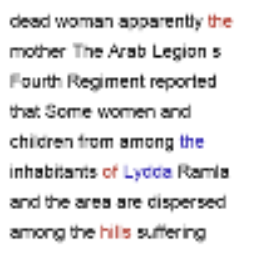 dead woman apparently the
mother The Arab Legion s
Fourth Regiment reported
that Some women and
children from among the
inhabitants of Lydda Ramla
and the area are dispersed
among the hills suffering